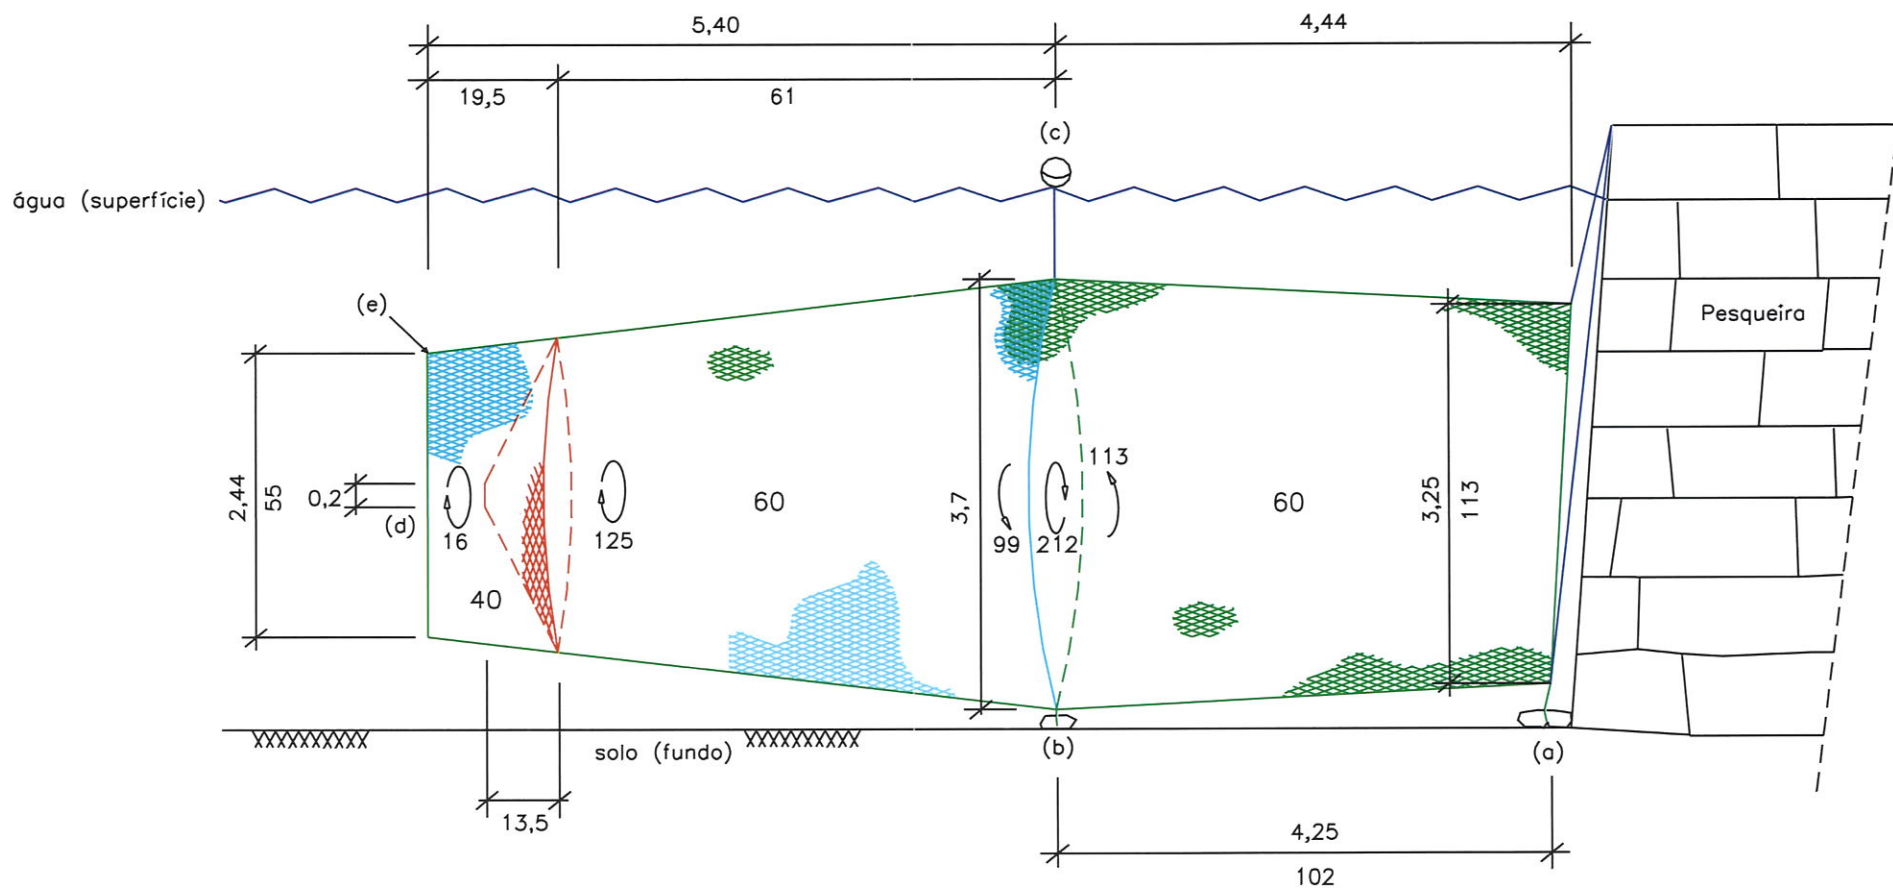 5,40
4,44
19,5
61
(c)
água (superfície)
(e)
Pesqueira
2,44
55
0,2
(d)
16
125
60
3,7
99
212
113
60
3,25
113
40
solo (fundo)
(b)
(a)
13,5
4,25
102